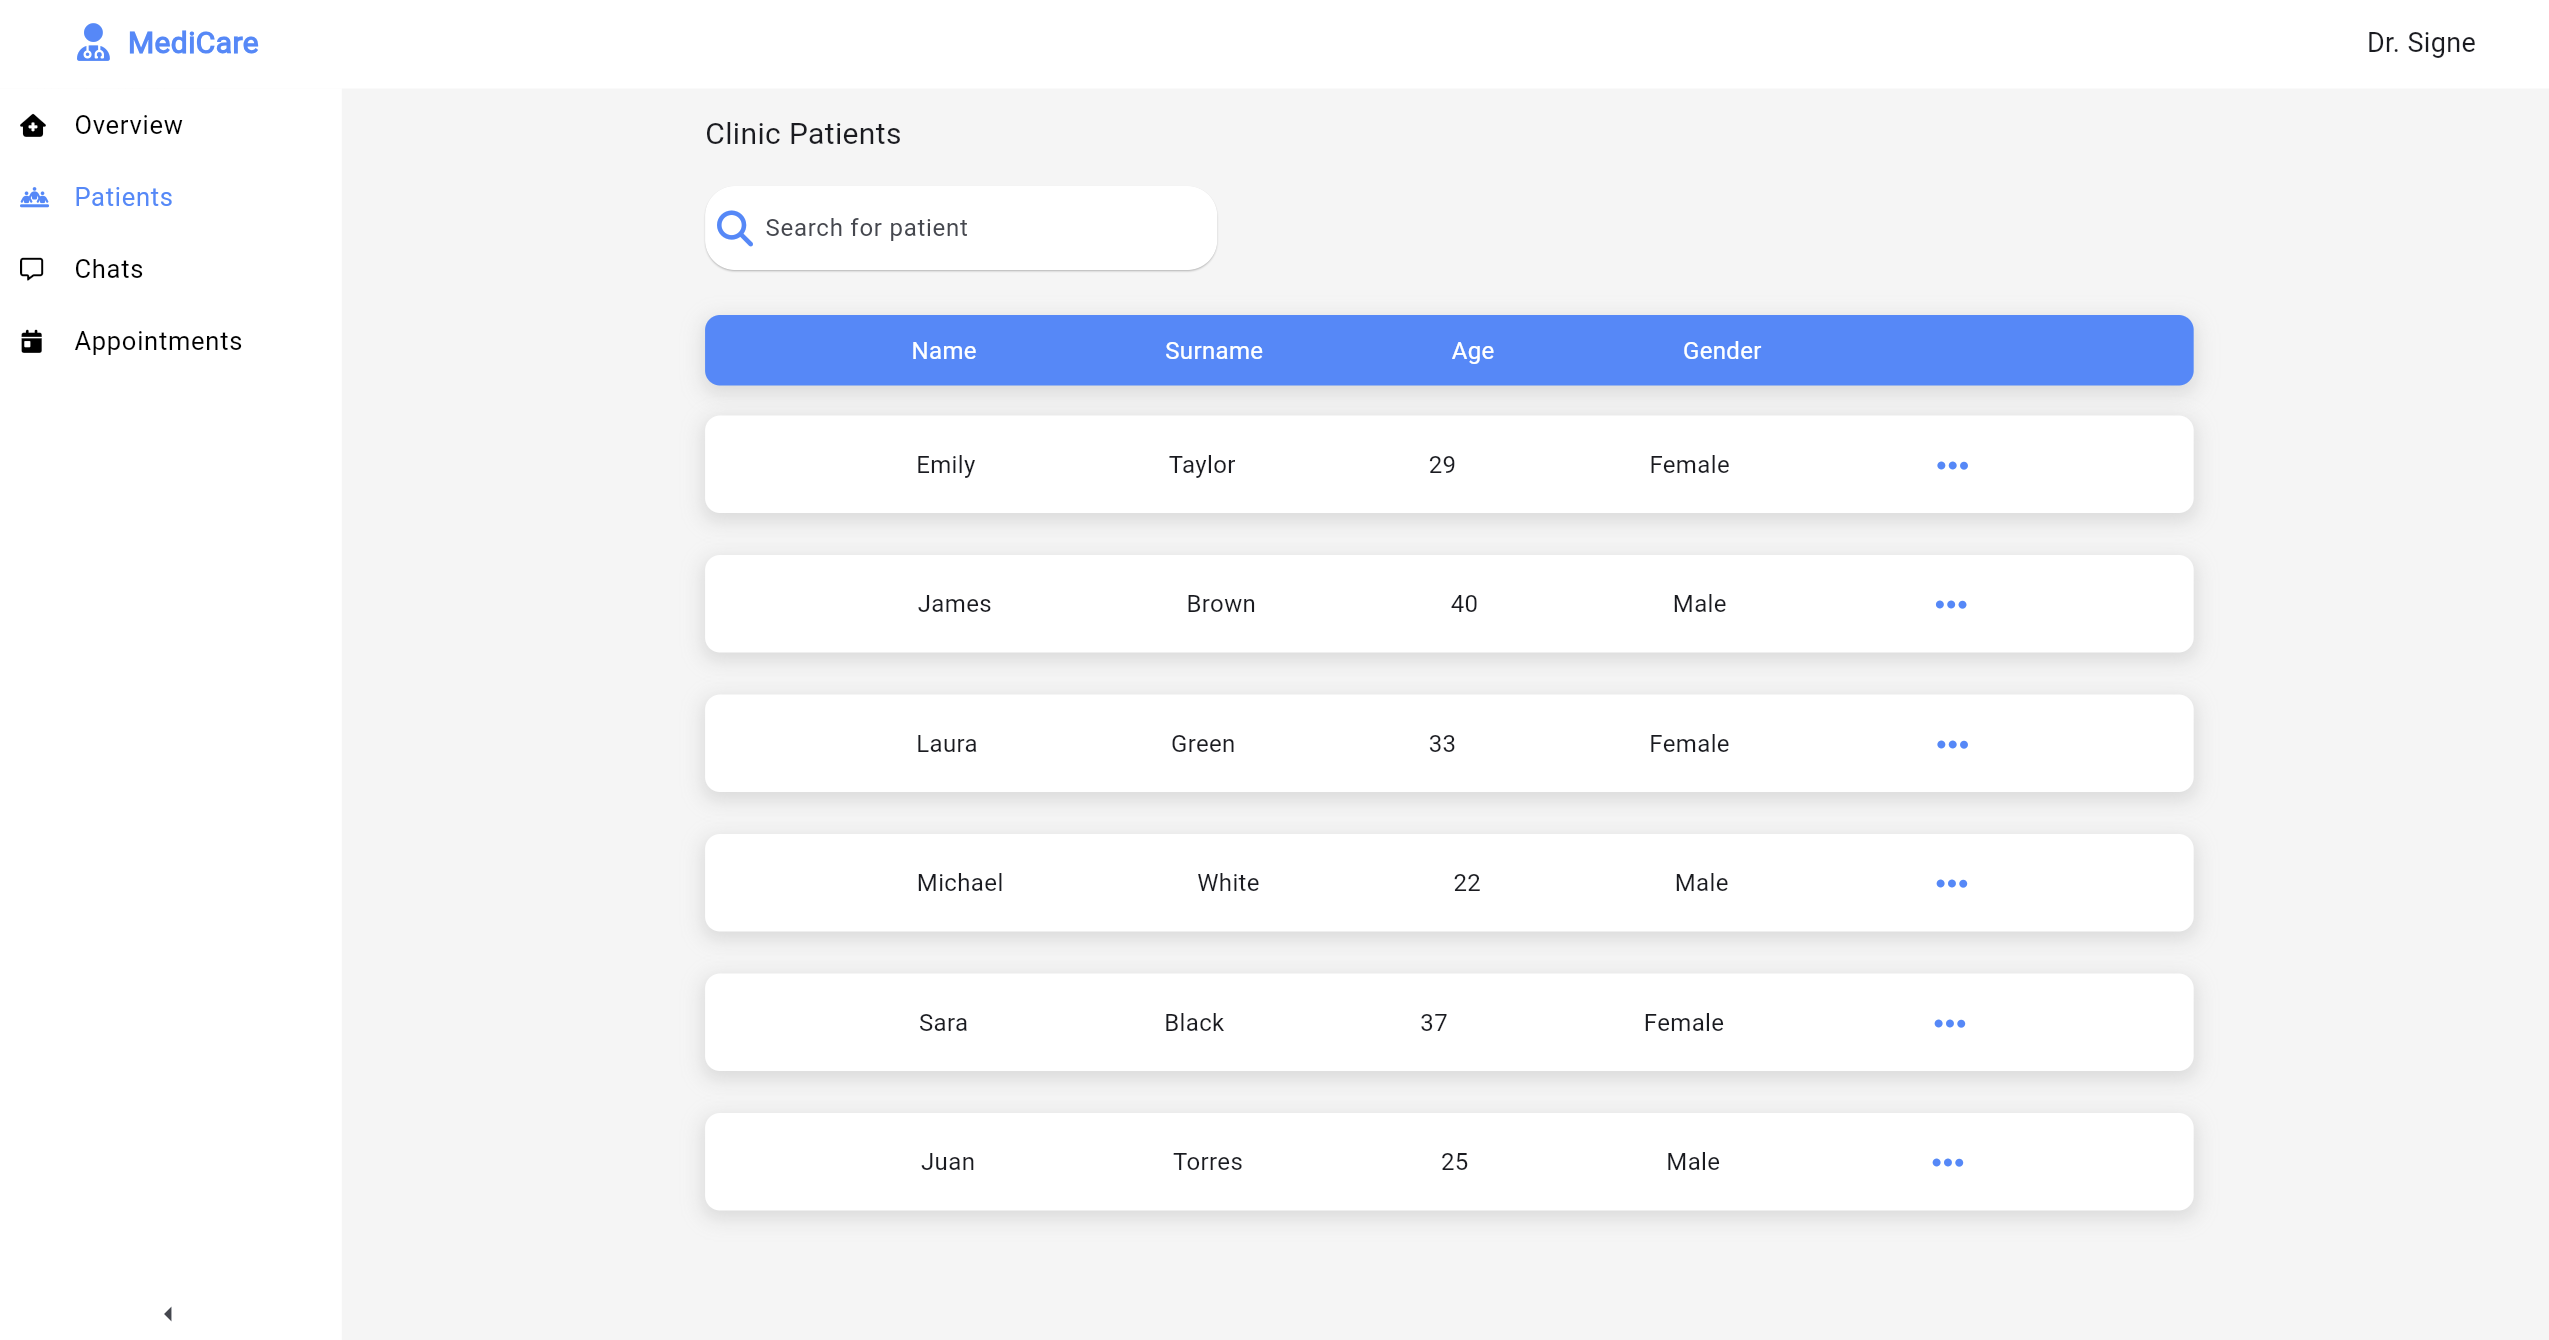 MediCare
Dr. Signe
Overview
Patients
Chats
Appointments
Clinic Patients
Search for patient
Name Surname Age Gender
Emily Taylor 29 Female
James Brown 40 Male
Laura Green 33 Female
Michael White 22 Male
Sara Black 37 Female
Juan Torres 25 Male